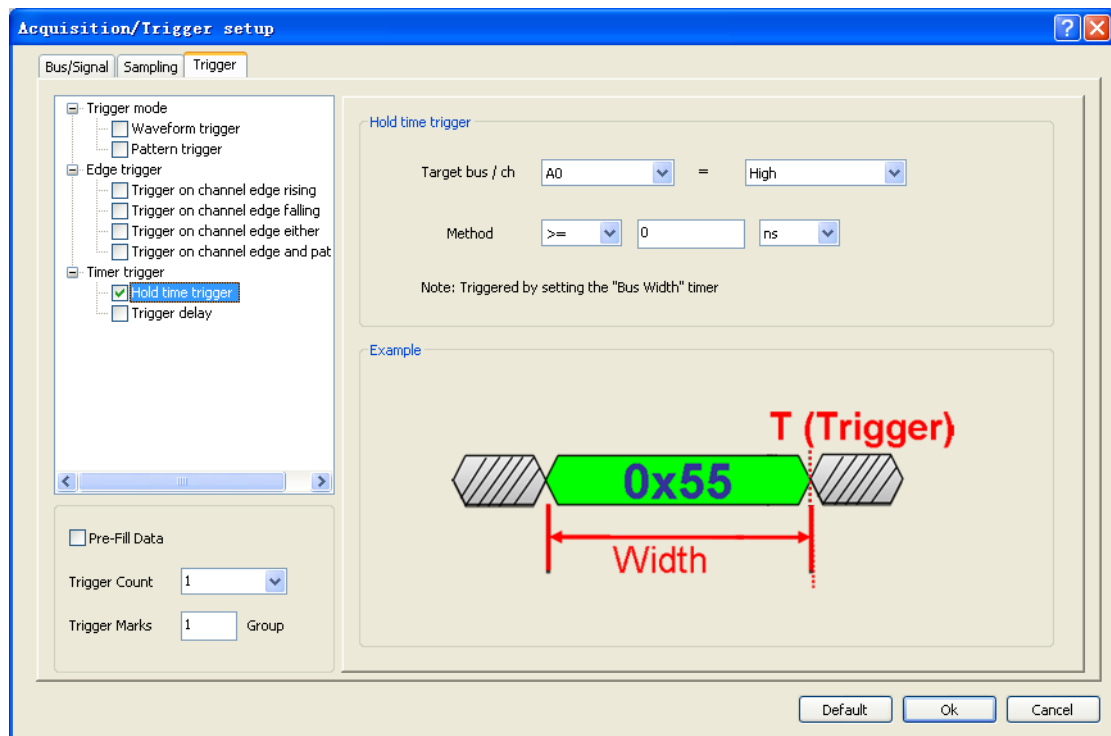 Acquisition/Trigger setup
Bus/Signal Sampling Trigger
Trigger mode
Waveform trigger
Pattern trigger
Edge trigger
Trigger on channel edge rising
Trigger on channel edge falling
Trigger on channel edge either
Trigger on channel edge and pat
Timer trigger
Hold time trigger
Trigger delay
Pre-Fill Data
Trigger Count 1
Trigger Marks 1 Group
Hold time trigger
Target bus / ch A0 = High
Method >= 0 ns
Note: Triggered by setting the "Bus Width" timer
Example
T (Trigger)
0x55
Width
Default Ok Cancel